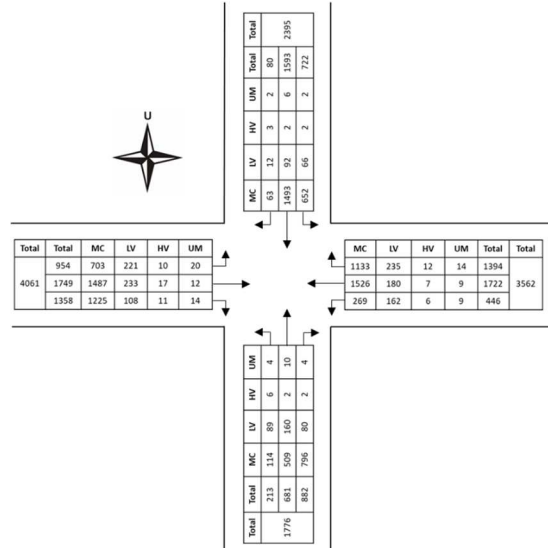 MC LV HV UM Total Total
63 12 3 2 80
1493 92 2 6 1593 2395
652 66 2 2 722
U
Total Total MC LV HV UM
954 703 221 10 20
4061 1749 1487 233 17 12
1358 1225 108 11 14
MC LV HV UM Total Total
1133 235 12 14 1394
1526 180 7 9 1722 3562
269 162 6 9 446
Total Total MC LV HV UM
213 114 89 6 4
1776 681 509 160 2 10
882 796 80 2 4